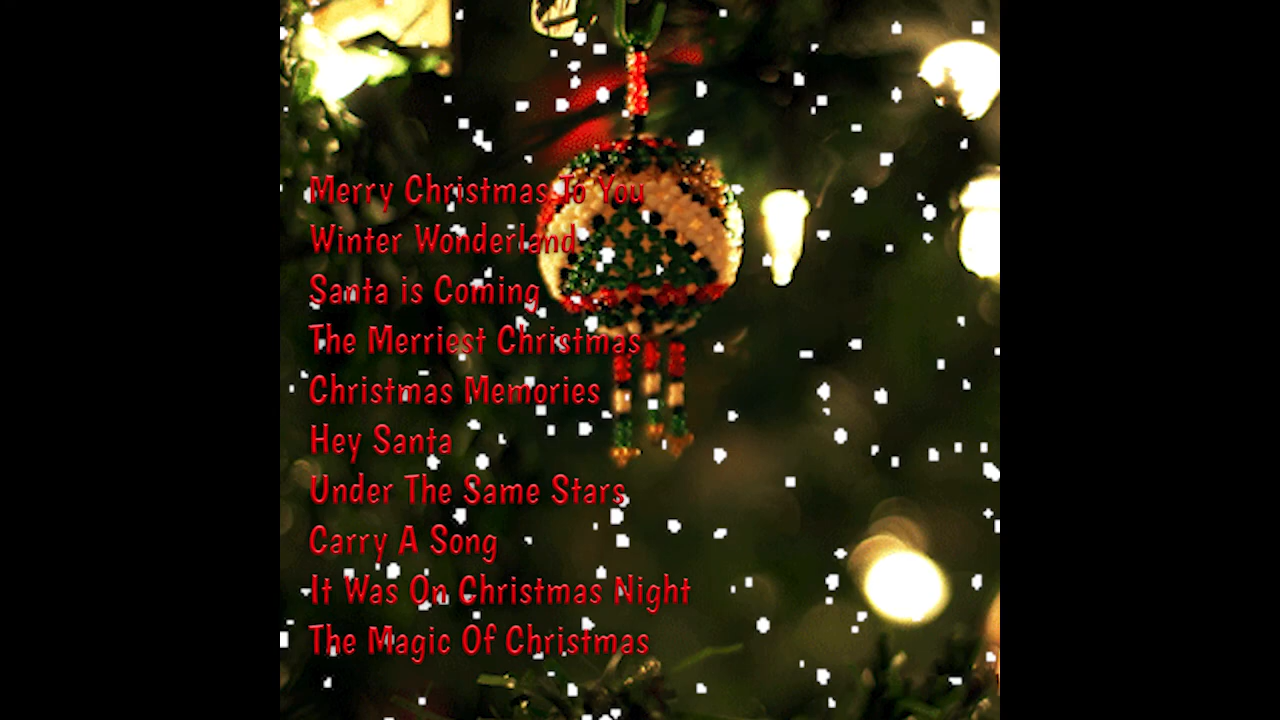 Merry Christmas To You
Winter Wonderland
Santa is Coming
The Merriest Christmas
Christmas Memories
Hey Santa
Under The Same Stars
Carry A Song
It Was On Christmas Night
The Magic Of Christmas